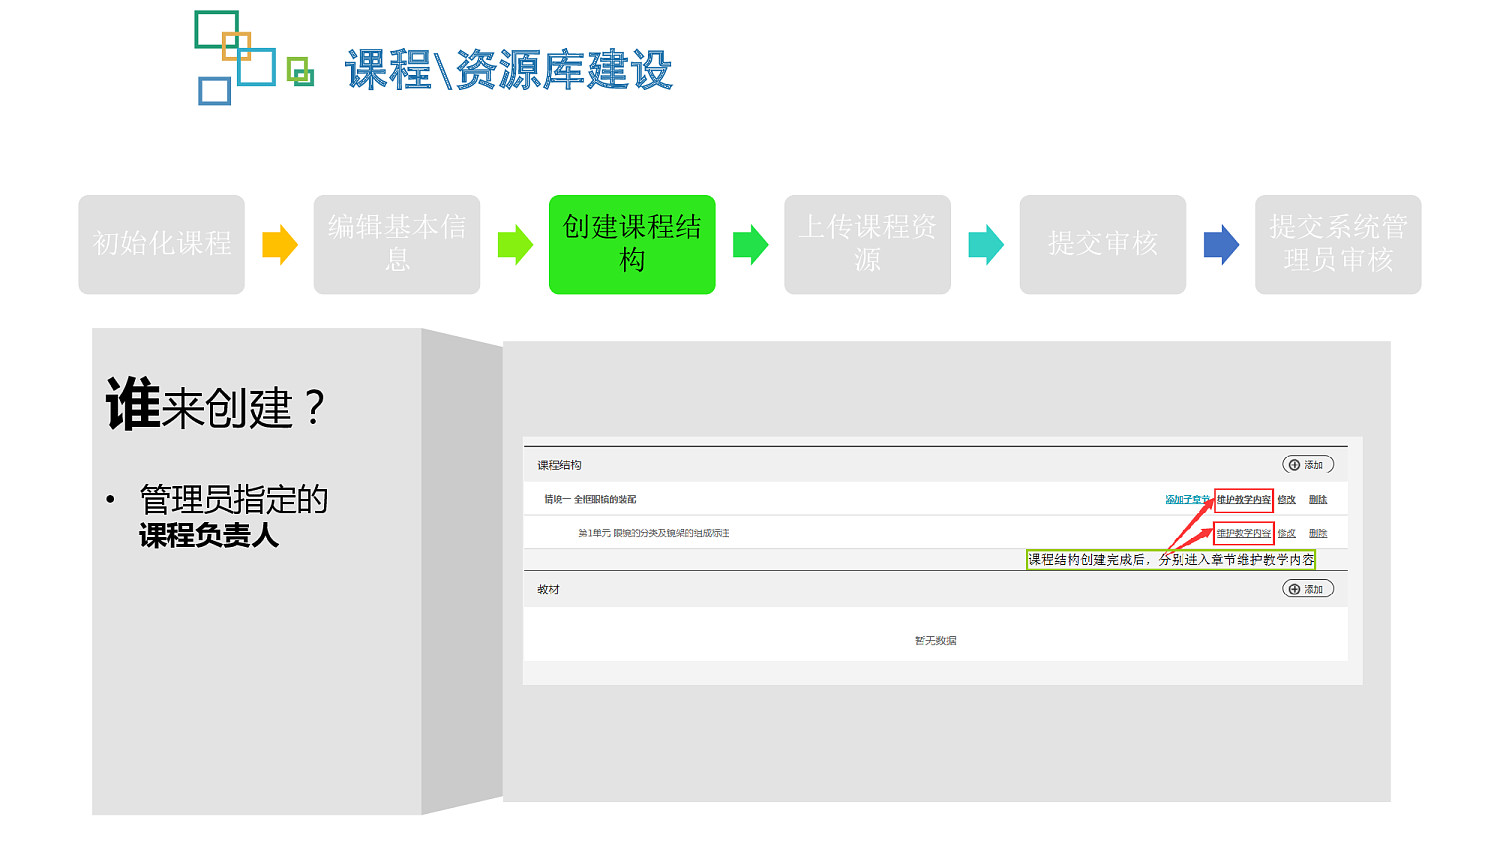 课程\资源库建设
初始化课程
编辑基本信
息
创建课程结
构
上传课程资
源
提交审核
提交系统管
理员审核
谁来创建？
• 管理员指定的
课程负责人
课程结构 添加
情境一 全框眼镜的装配 添加子章节 维护教学内容 修改 删除
第1单元 眼镜的分类及镜架的组成标注 维护教学内容 修改 删除
课程结构创建完成后，分别进入章节维护教学内容
教材 添加
暂无数据